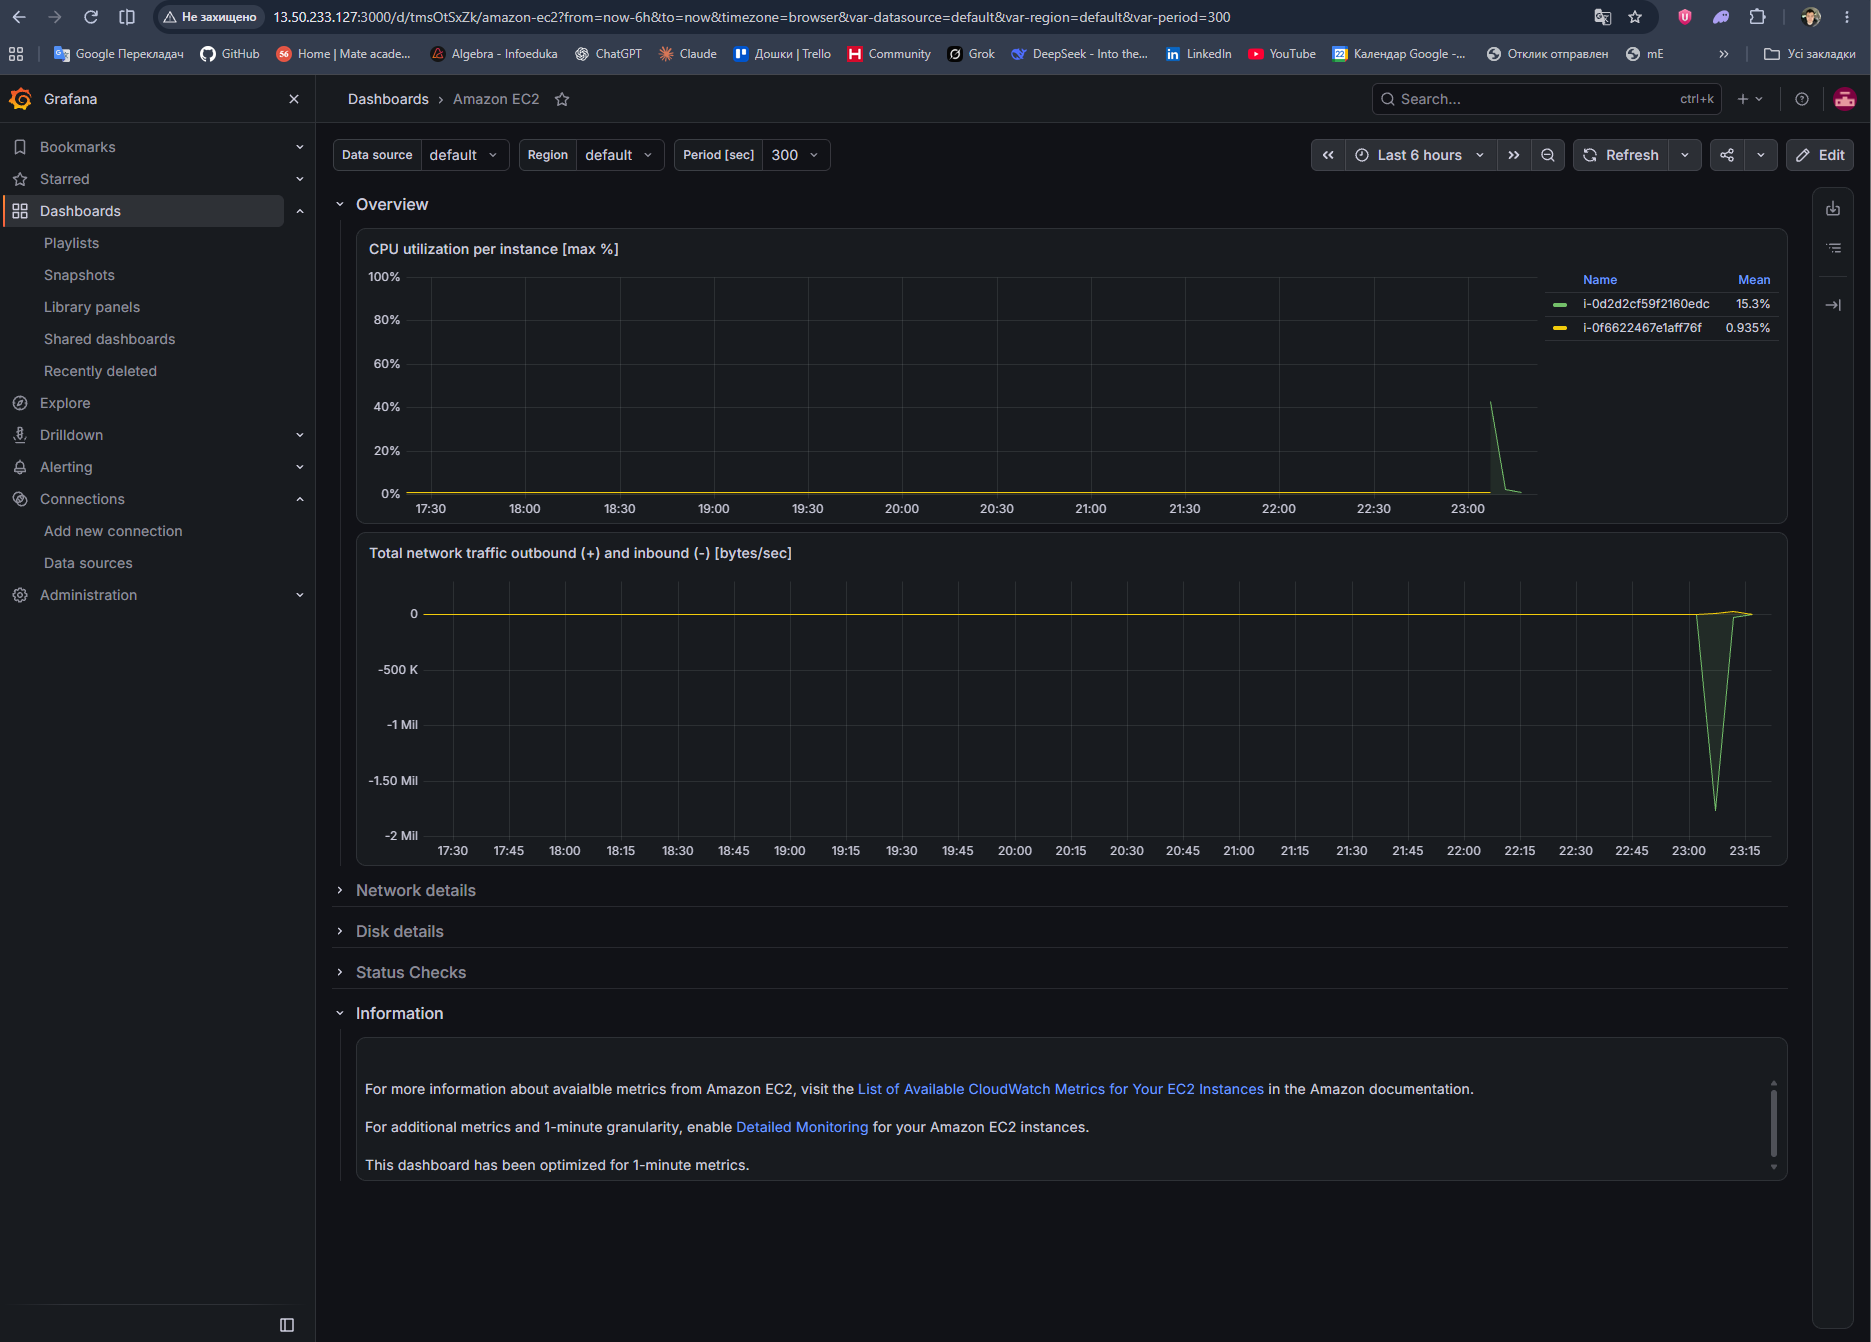 Не захищено
13.50.233.127:3000/d/tmsOtSxZk/amazon-ec2?from=now-6h&to=now&timezone=browser&var-datasource=default&var-region=default&var-period=300
Google Перекладач
GitHub
Home | Mate acade...
Algebra - Infoeduka
ChatGPT
Claude
Дошки | Trello
Community
Grok
DeepSeek - Into the...
LinkedIn
YouTube
Календар Google -...
Отклик отправлен
mE
Усі закладки
Grafana
Dashboards › Amazon EC2
Search... ctrl+k
Bookmarks
Starred
Dashboards
Playlists
Snapshots
Library panels
Shared dashboards
Recently deleted
Explore
Drilldown
Alerting
Connections
Add new connection
Data sources
Administration
Data source default
Region default
Period [sec] 300
Last 6 hours
Refresh
Edit
Overview
CPU utilization per instance [max %]
100%
80%
60%
40%
20%
0%
17:30 18:00 18:30 19:00 19:30 20:00 20:30 21:00 21:30 22:00 22:30 23:00
Name Mean
i-0d2d2cf59f2160edc 15.3%
i-0f6622467e1aff76f 0.935%
Total network traffic outbound (+) and inbound (-) [bytes/sec]
0
-500 K
-1 Mil
-1.50 Mil
-2 Mil
17:30 17:45 18:00 18:15 18:30 18:45 19:00 19:15 19:30 19:45 20:00 20:15 20:30 20:45 21:00 21:15 21:30 21:45 22:00 22:15 22:30 22:45 23:00 23:15
Network details
Disk details
Status Checks
Information
For more information about avaialble metrics from Amazon EC2, visit the List of Available CloudWatch Metrics for Your EC2 Instances in the Amazon documentation.
For additional metrics and 1-minute granularity, enable Detailed Monitoring for your Amazon EC2 instances.
This dashboard has been optimized for 1-minute metrics.